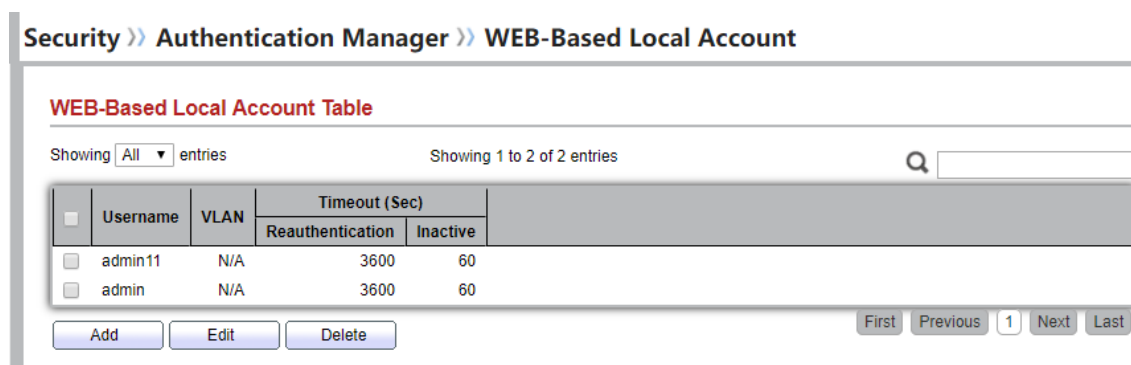 Security » Authentication Manager » WEB-Based Local Account
WEB-Based Local Account Table
Showing All ▼ entries Showing 1 to 2 of 2 entries
Username VLAN Timeout (Sec)
Reauthentication Inactive
admin11 N/A 3600 60
admin N/A 3600 60
Add Edit Delete First Previous 1 Next Last